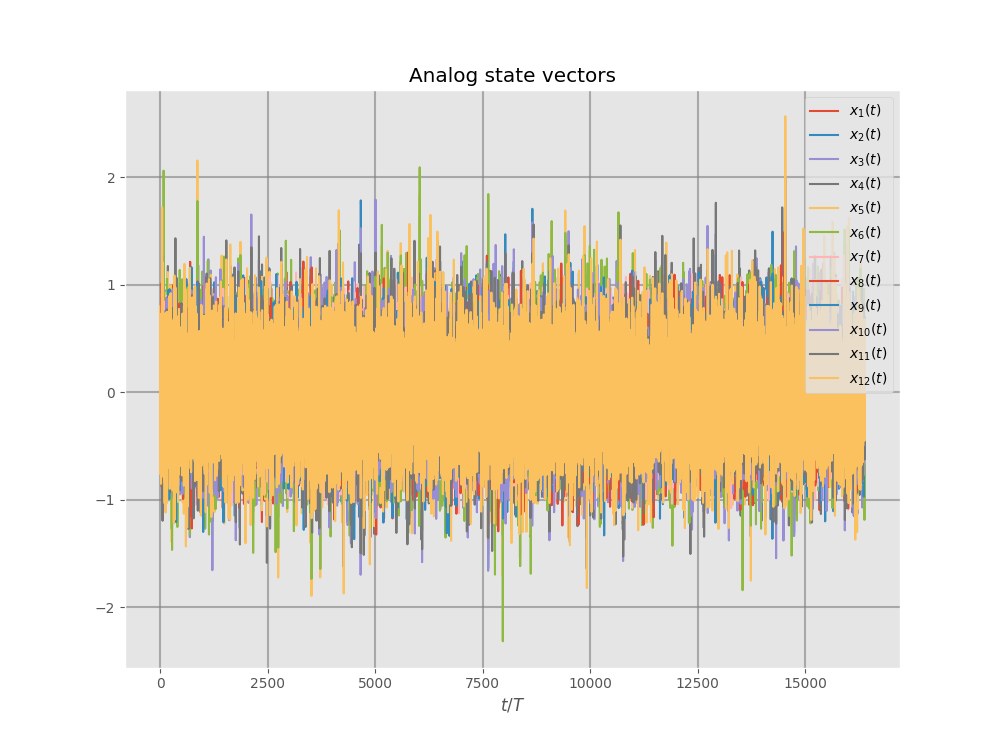 Analog state vectors
2
1
0
−1
−2
0 2500 5000 7500 10000 12500 15000
t/T
x₁(t)
x₂(t)
x₃(t)
x₄(t)
x₅(t)
x₆(t)
x₇(t)
x₈(t)
x₉(t)
x₁₀(t)
x₁₁(t)
x₁₂(t)